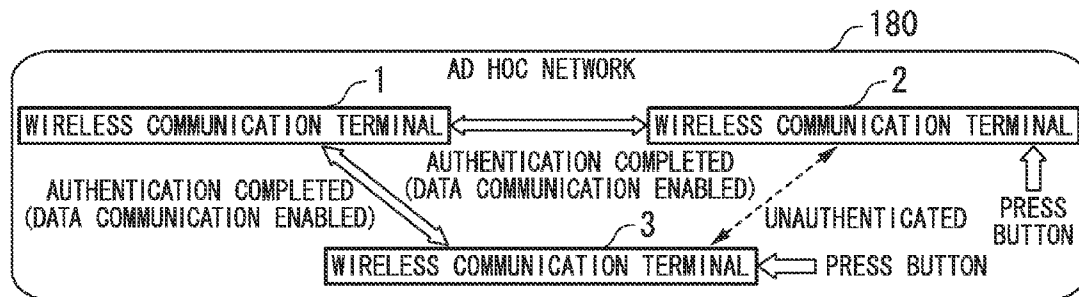 180
AD HOC NETWORK
1
2
WIRELESS COMMUNICATION TERMINAL
WIRELESS COMMUNICATION TERMINAL
AUTHENTICATION COMPLETED
(DATA COMMUNICATION ENABLED)
AUTHENTICATION COMPLETED
(DATA COMMUNICATION ENABLED)
UNAUTHENTICATED
PRESS
BUTTON
3
WIRELESS COMMUNICATION TERMINAL
PRESS BUTTON